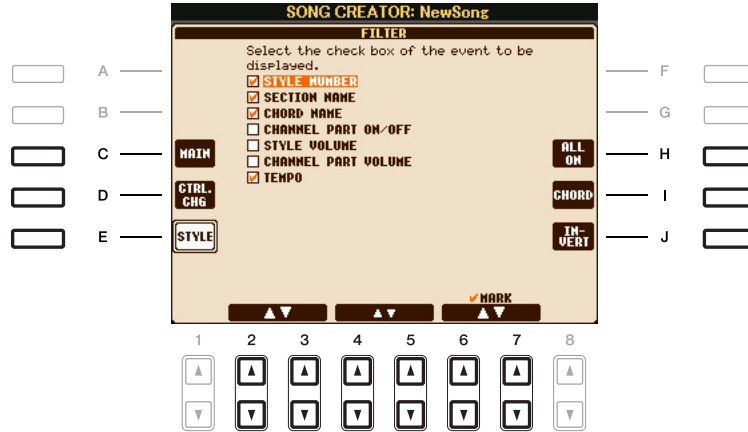 SONG CREATOR: NewSong
FILTER
Select the check box of the event to be
displayed.
STYLE NUMBER
SECTION NAME
CHORD NAME
CHANNEL PART ON/OFF
STYLE VOLUME
CHANNEL PART VOLUME
TEMPO
A
B
C
D
E
MAIN
CTRL.
CHG
STYLE
F
G
H
I
J
ALL
ON
CHORD
IN-
VERT
MARK
1 2 3 4 5 6 7 8